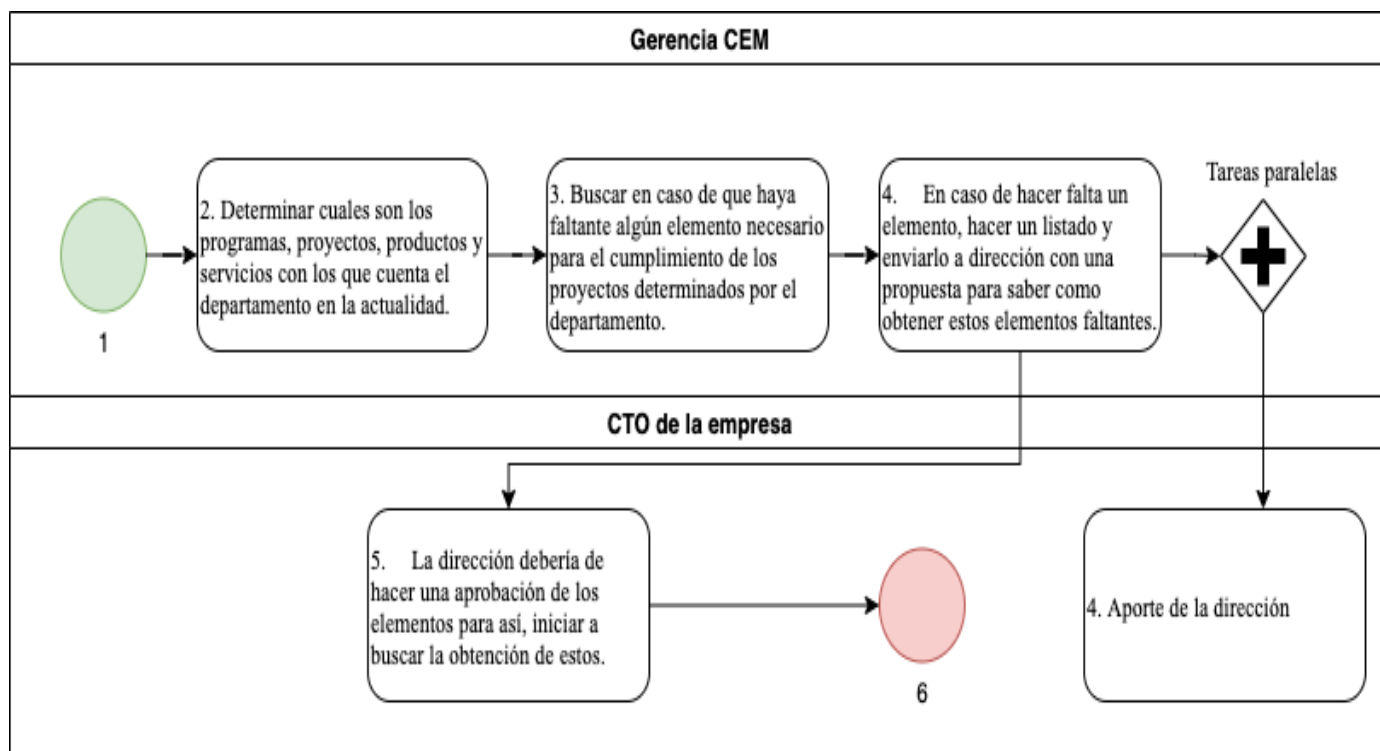 Gerencia CEM
Tareas paralelas
2. Determinar cuales son los
programas, proyectos, productos y
servicios con los que cuenta el
departamento en la actualidad.
3. Buscar en caso de que haya
faltante algún elemento necesario
para el cumplimiento de los
proyectos determinados por el
departamento.
4. En caso de hacer falta un
elemento, hacer un listado y
enviarlo a dirección con una
propuesta para saber como
obtener estos elementos faltantes.
1
CTO de la empresa
5. La dirección debería de
hacer una aprobación de los
elementos para así, iniciar a
buscar la obtención de estos.
6
4. Aporte de la dirección